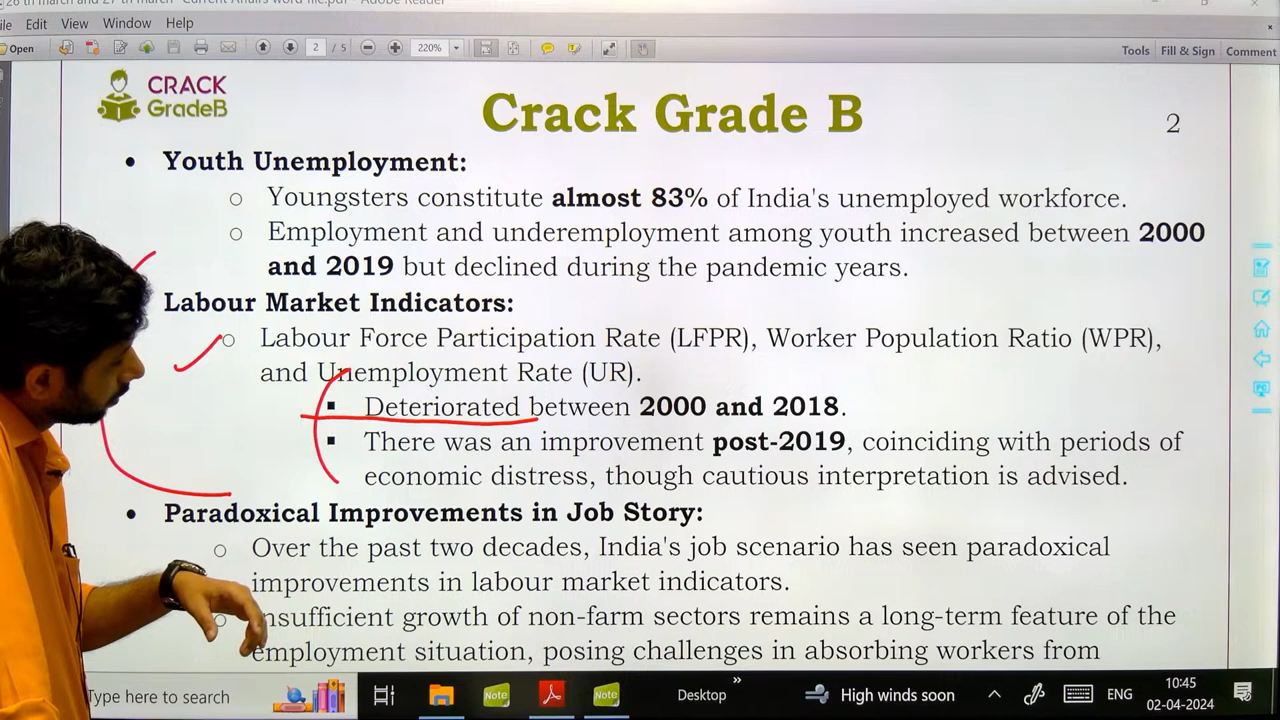 Edit View Window Help
Open 2 / 5 220% Tools Fill & Sign Comment
CRACK
GradeB
Crack Grade B
2
• Youth Unemployment:
o Youngsters constitute almost 83% of India's unemployed workforce.
o Employment and underemployment among youth increased between 2000
and 2019 but declined during the pandemic years.
Labour Market Indicators:
o Labour Force Participation Rate (LFPR), Worker Population Ratio (WPR),
and Unemployment Rate (UR).
▪ Deteriorated between 2000 and 2018.
▪ There was an improvement post-2019, coinciding with periods of
economic distress, though cautious interpretation is advised.
• Paradoxical Improvements in Job Story:
o Over the past two decades, India's job scenario has seen paradoxical
improvements in labour market indicators.
o Insufficient growth of non-farm sectors remains a long-term feature of the
employment situation, posing challenges in absorbing workers from
Type here to search Note Note Desktop » High winds soon ENG 10:45
02-04-2024